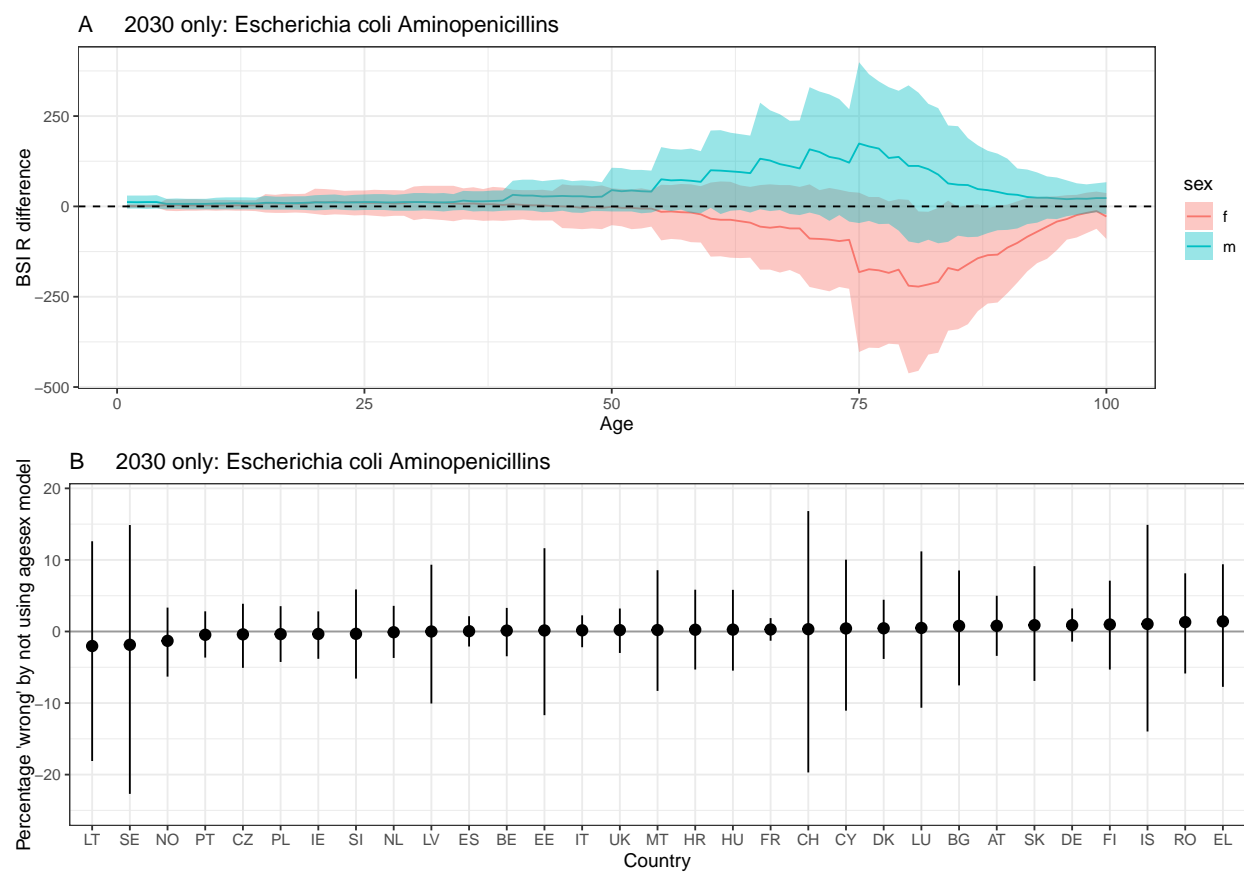 A 2030 only: Escherichia coli Aminopenicillins
250
0
−250
−500
BSI R difference
0 25 50 75 100
Age
sex
f
m
B 2030 only: Escherichia coli Aminopenicillins
20
10
0
−10
−20
Percentage 'wrong' by not using agesex model
LT SE NO PT CZ PL IE SI NL LV ES BE EE IT UK MT HR HU FR CH CY DK LU BG AT SK DE FI IS RO EL
Country